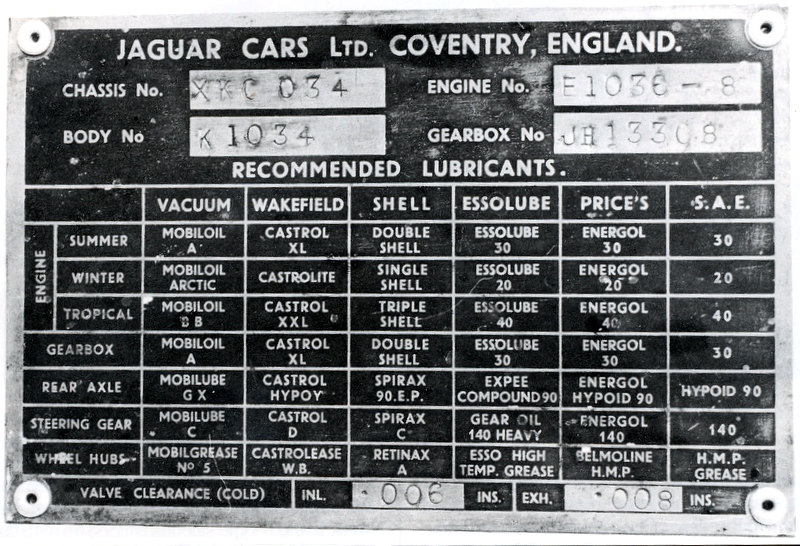 JAGUAR CARS LTD. COVENTRY, ENGLAND.
CHASSIS No. XKC 034 ENGINE No. E1036-8
BODY No K1034 GEARBOX No JH13308
RECOMMENDED LUBRICANTS.
VACUUM WAKEFIELD SHELL ESSOLUBE PRICE'S S.A.E.
ENGINE
SUMMER MOBILOIL A CASTROL XL DOUBLE SHELL ESSOLUBE 30 ENERGOL 30 30
WINTER MOBILOIL ARCTIC CASTROLITE SINGLE SHELL ESSOLUBE 20 ENERGOL 20 20
TROPICAL MOBILOIL BB CASTROL XXL TRIPLE SHELL ESSOLUBE 40 ENERGOL 40 40
GEARBOX MOBILOIL A CASTROL XL DOUBLE SHELL ESSOLUBE 30 ENERGOL 30 30
REAR AXLE MOBILUBE GX CASTROL HYPOY SPIRAX 90.E.P. EXPEE COMPOUND 90 ENERGOL HYPOID 90 HYPOID 90
STEERING GEAR MOBILUBE C CASTROL D SPIRAX C GEAR OIL 140 HEAVY ENERGOL 140 140
WHEEL HUBS MOBILGREASE No 5 CASTROLEASE W.B. RETINAX A ESSO HIGH TEMP. GREASE BELMOLINE H.M.P. H.M.P. GREASE
VALVE CLEARANCE (COLD) INL. .006 INS. EXH. .008 INS.